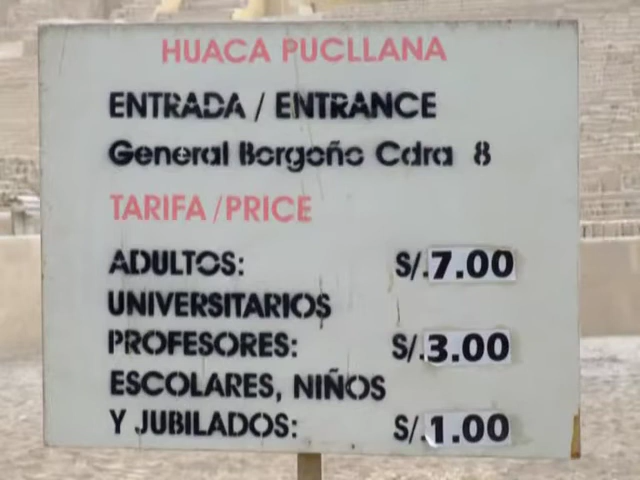 HUACA PUCLLANA
ENTRADA / ENTRANCE
General Borgoño Cdra 8
TARIFA / PRICE
ADULTOS: S/.7.00
UNIVERSITARIOS
PROFESORES: S/.3.00
ESCOLARES, NIÑOS
Y JUBILADOS: S/.1.00